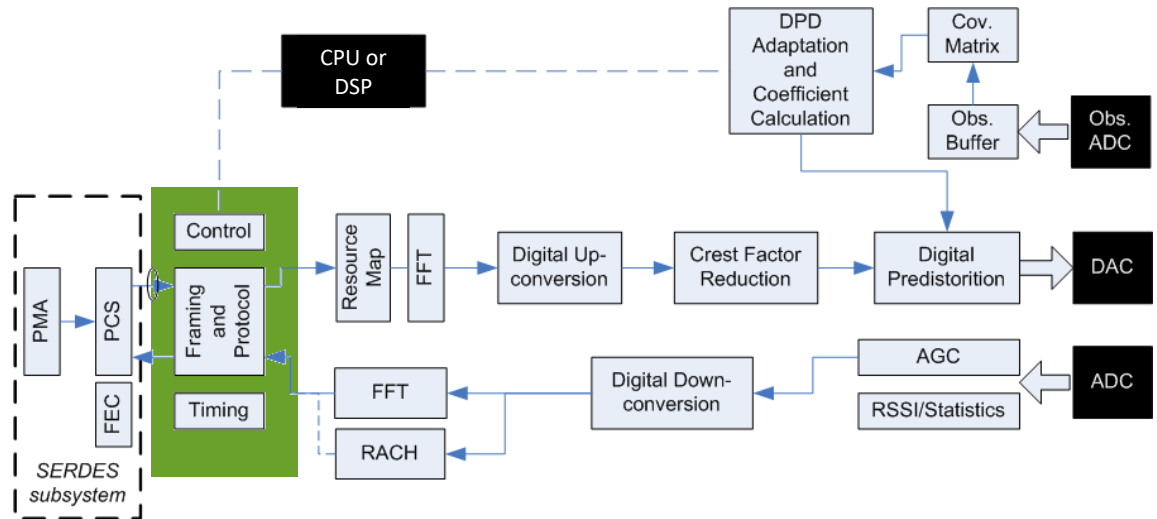 CPU or
DSP
DPD
Adaptation
and
Coefficient
Calculation
Cov.
Matrix
Obs.
Buffer
Obs.
ADC
Control
Framing
and
Protocol
Timing
PMA
PCS
FEC
SERDES
subsystem
Resource
Map
FFT
Digital Up-
conversion
Crest Factor
Reduction
Digital
Predistorition
DAC
FFT
RACH
Digital Down-
conversion
AGC
RSSI/Statistics
ADC